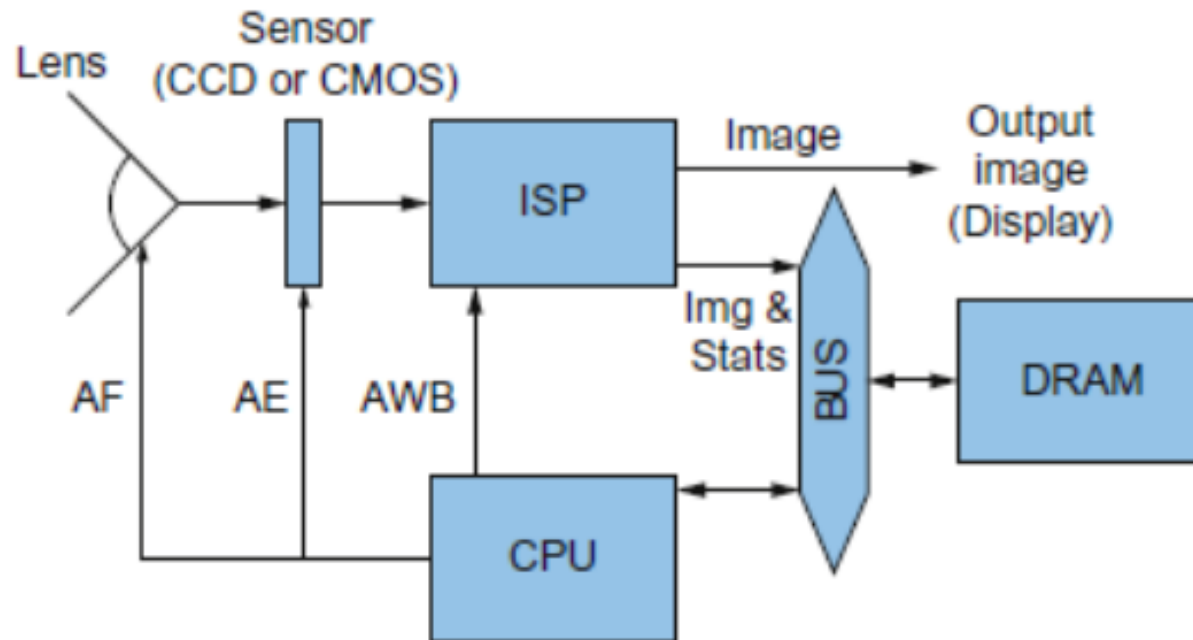 Sensor
(CCD or CMOS)
Lens
Image
Output
image
(Display)
ISP
Img &
Stats
BUS
DRAM
AF
AE
AWB
CPU